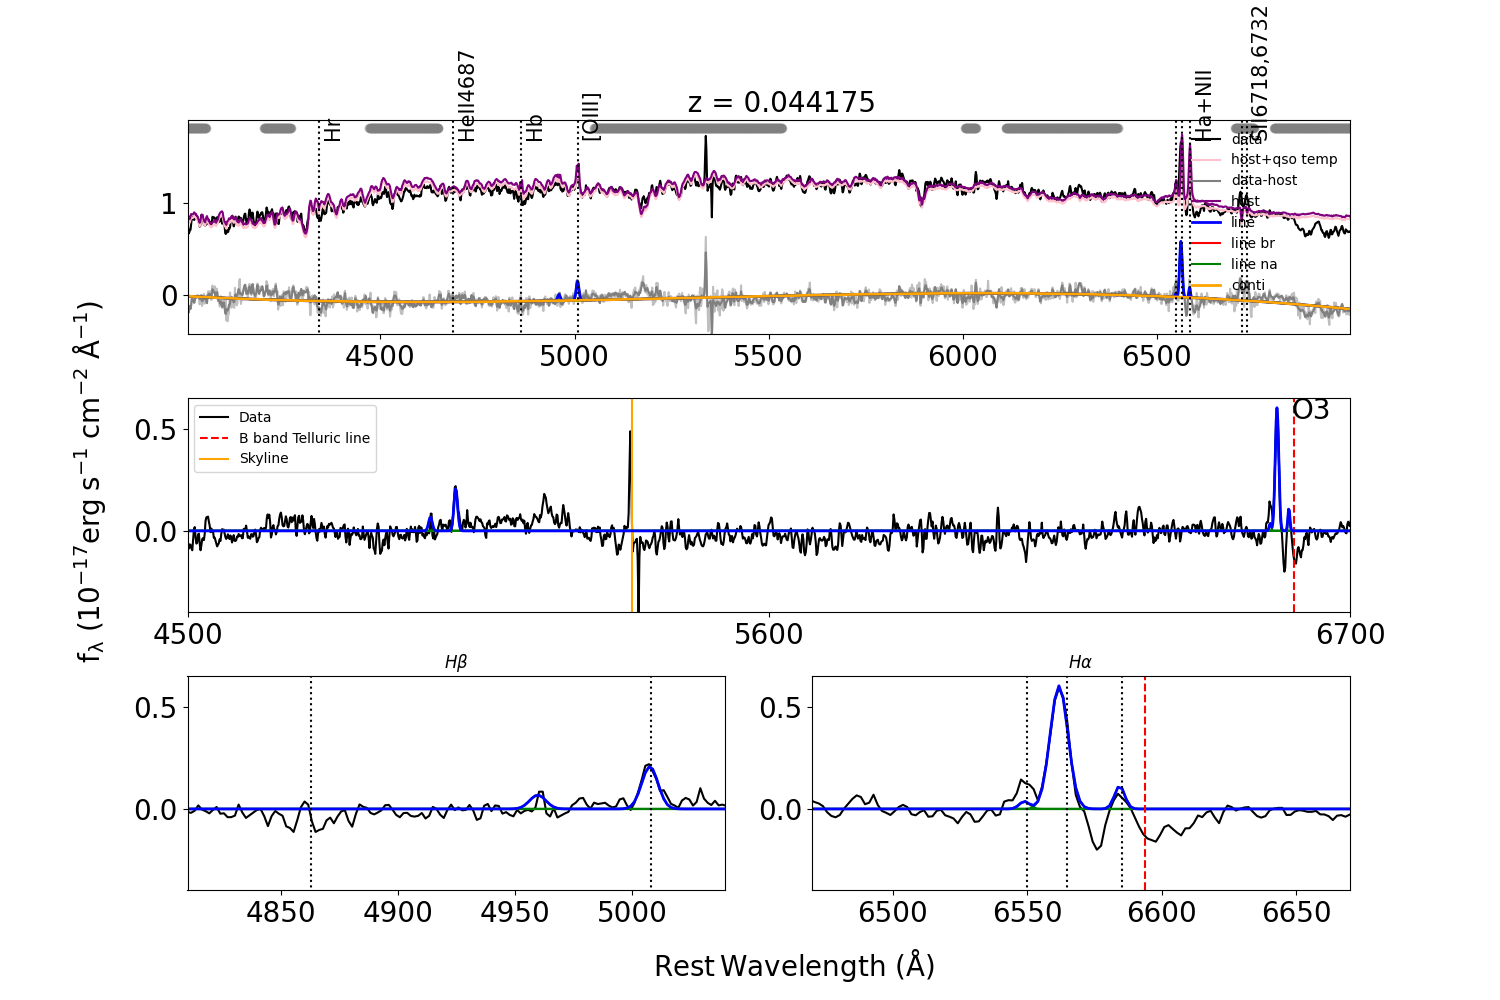 z = 0.044175
Hr
HeII4687
Hb
[OIII]
Ha+NII
SII6718,6732
data
host+qso temp
data-host
host
line
line br
line na
conti
1
0
4500
5000
5500
6000
6500
fλ (10−17erg s−1 cm−2 Å−1)
Data
B band Telluric line
Skyline
O3
0.5
0.0
4500
5600
6700
Hβ
0.5
0.0
4850
4900
4950
5000
Hα
0.5
0.0
6500
6550
6600
6650
Rest Wavelength (Å)